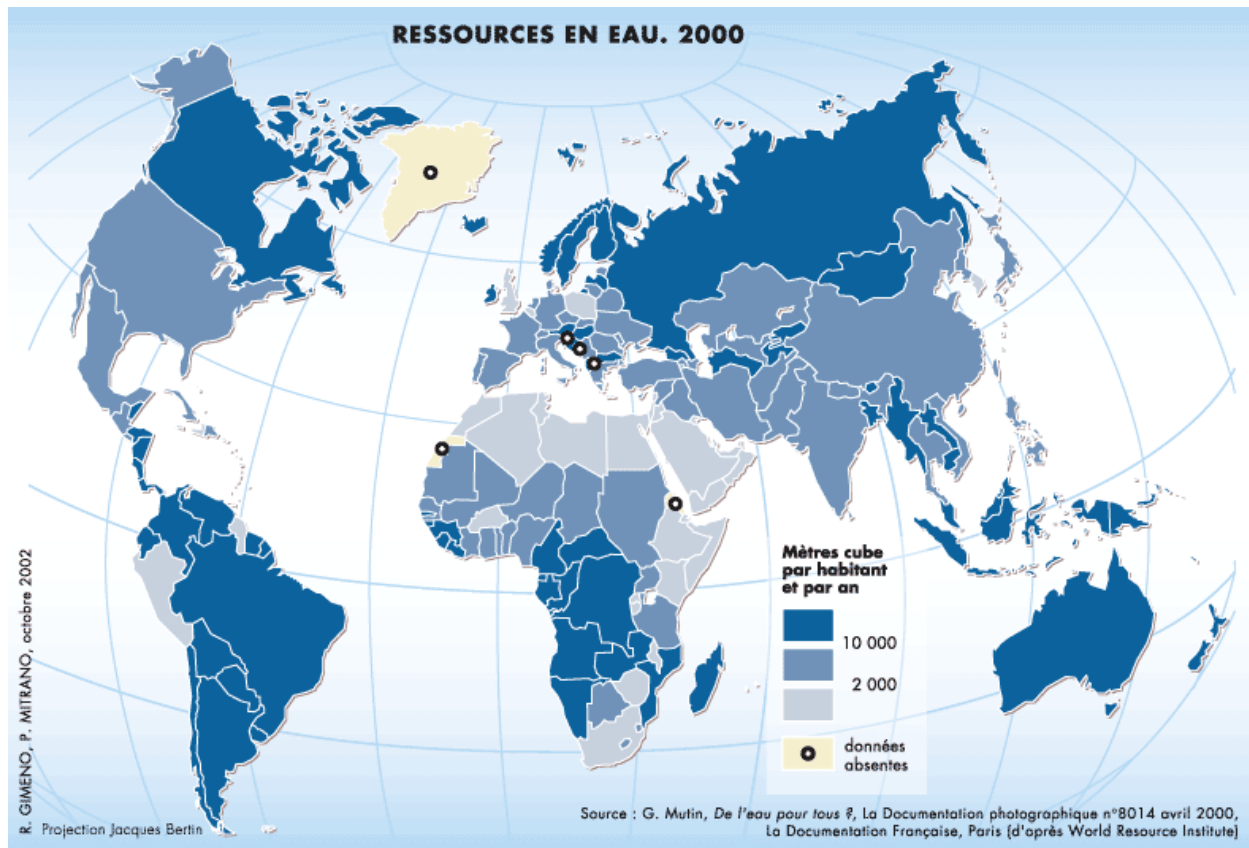 RESSOURCES EN EAU. 2000
Mètres cube
par habitant
et par an
10 000
2 000
données
absentes
R. GIMENO, P. MITRANO, octobre 2002
Projection Jacques Bertin
Source : G. Mutin, De l'eau pour tous ?, La Documentation photographique n°8014 avril 2000,
La Documentation Française, Paris (d'après World Resource Institute)